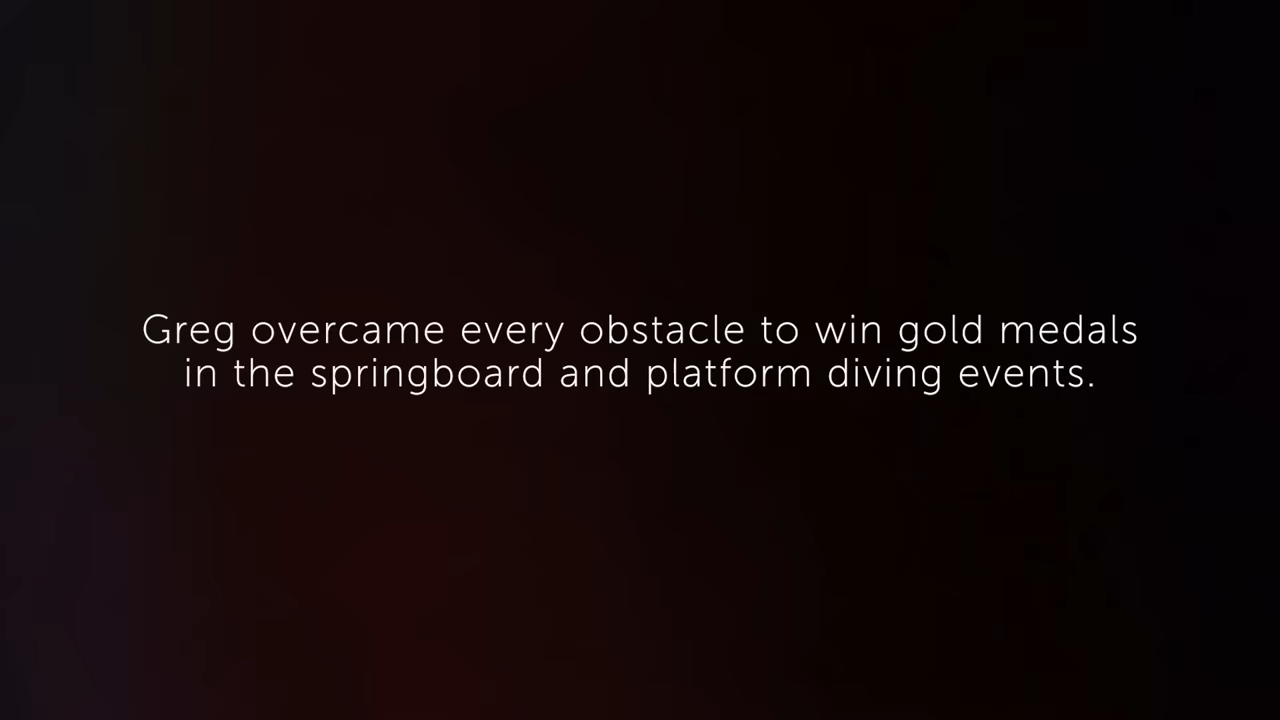 Greg overcame every obstacle to win gold medals
in the springboard and platform diving events.